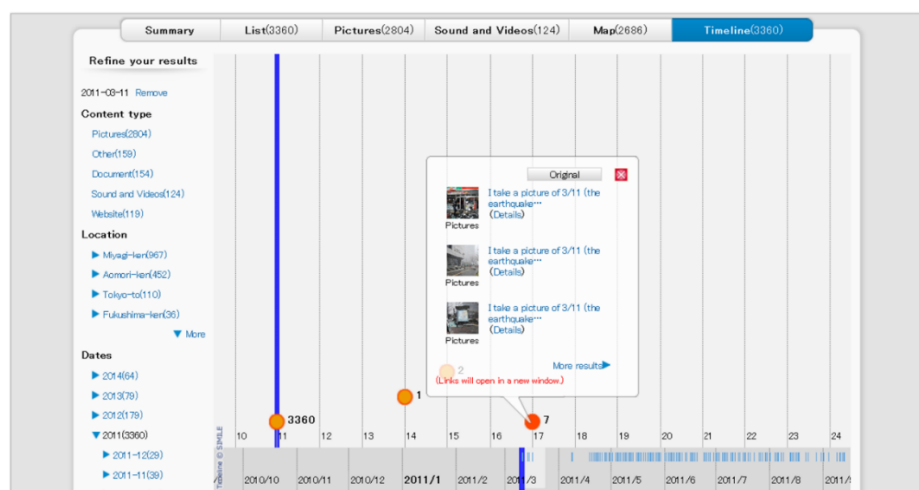 Summary
List(3360)
Pictures(2804)
Sound and Videos(124)
Map(2686)
Timeline(3360)
Refine your results
2011-03-11 Remove
Content type
Pictures(2804)
Other(159)
Document(154)
Sound and Videos(124)
Website(119)
Location
▶ Miyagi-ken(967)
▶ Aomori-ken(452)
▶ Tokyo-to(110)
▶ Fukushima-ken(36)
▼ More
Dates
▶ 2014(64)
▶ 2013(79)
▶ 2012(179)
▼ 2011(3360)
▶ 2011-12(29)
▶ 2011-11(39)
Original
I take a picture of 3/11 (the
earthquake…
(Details)
Pictures
I take a picture of 3/11 (the
earthquake…
(Details)
Pictures
I take a picture of 3/11 (the
earthquake…
(Details)
Pictures
More results▶
2
(Links will open in a new window.)
1
3360
7
10 11 12 13 14 15 16 17 18 19 20 21 22 23 24
Timeline © SIMILE
2010/10 2010/11 2010/12 2011/1 2011/2 2011/3 2011/4 2011/5 2011/6 2011/7 2011/8